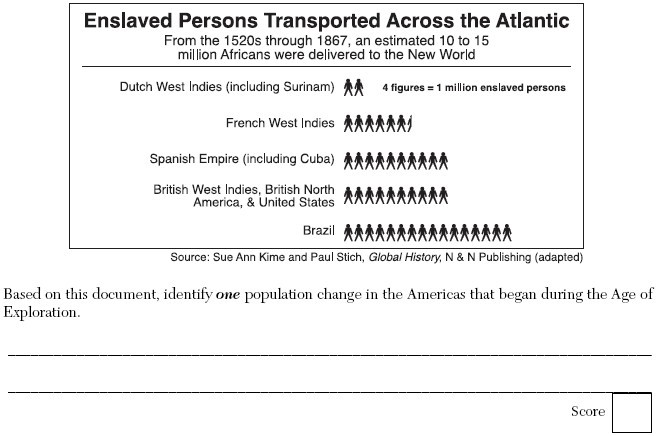 Enslaved Persons Transported Across the Atlantic
From the 1520s through 1867, an estimated 10 to 15
million Africans were delivered to the New World
Dutch West Indies (including Surinam)
4 figures = 1 million enslaved persons
French West Indies
Spanish Empire (including Cuba)
British West Indies, British North
America, & United States
Brazil
Source: Sue Ann Kime and Paul Stich, Global History, N & N Publishing (adapted)
Based on this document, identify one population change in the Americas that began during the Age of
Exploration.
Score